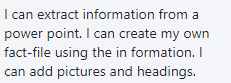 I can extract information from a
power point. I can create my own
fact-file using the in formation. I
can add pictures and headings.